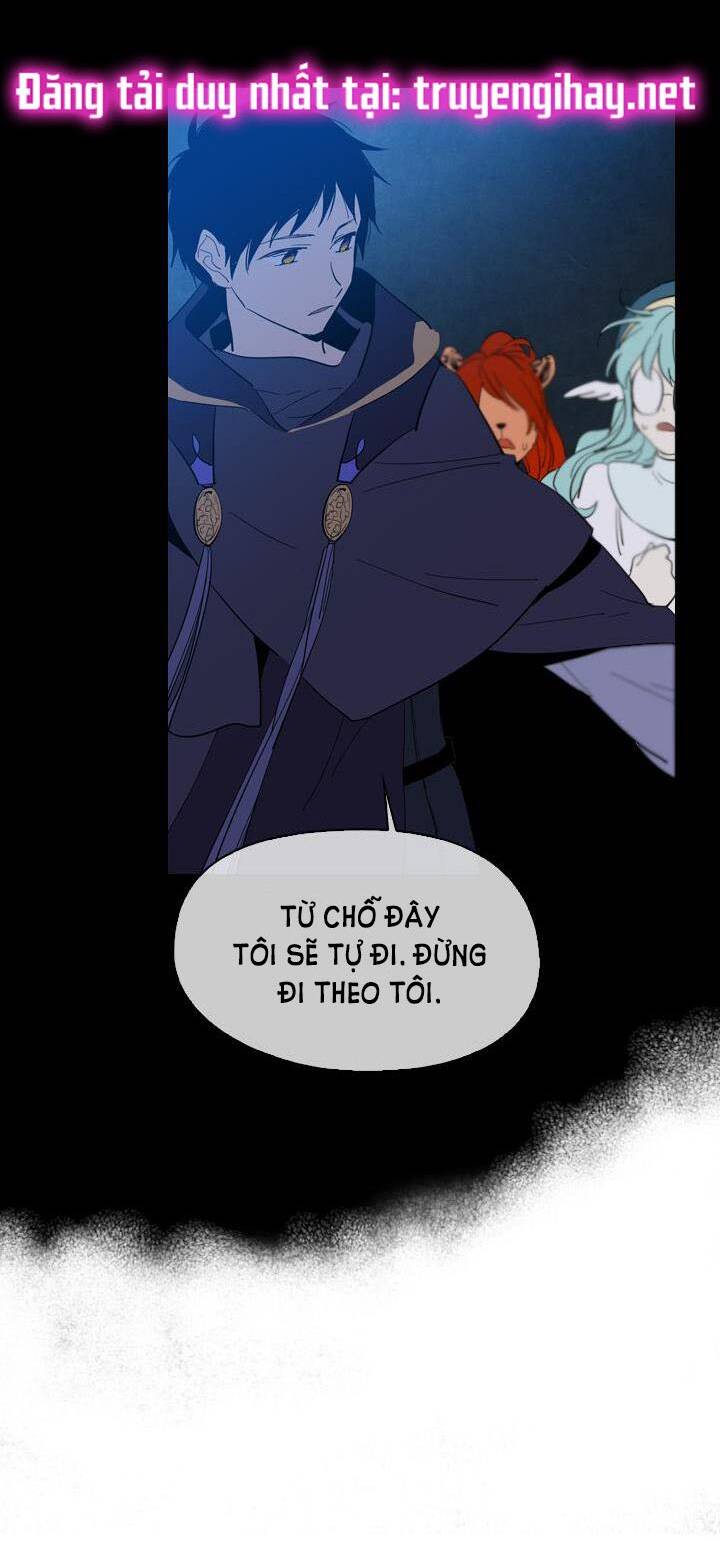 Đăng tải duy nhất tại: truyengihay.net
TỪ CHỖ ĐÂY
TÔI SẼ TỰ ĐI. ĐỪNG
ĐI THEO TÔI.